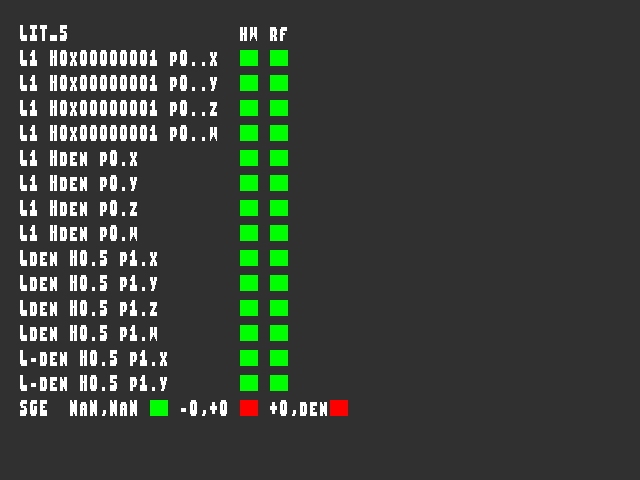 LIT_5 HW RF
L1 H0x00000001 p0..x
L1 H0x00000001 p0..y
L1 H0x00000001 p0..z
L1 H0x00000001 p0..w
L1 Hden p0.x
L1 Hden p0.y
L1 Hden p0.z
L1 Hden p0.w
Lden H0.5 p1.x
Lden H0.5 p1.y
Lden H0.5 p1.z
Lden H0.5 p1.w
L-den H0.5 p1.x
L-den H0.5 p1.y
SGE NaN,NaN -0,+0 +0,den